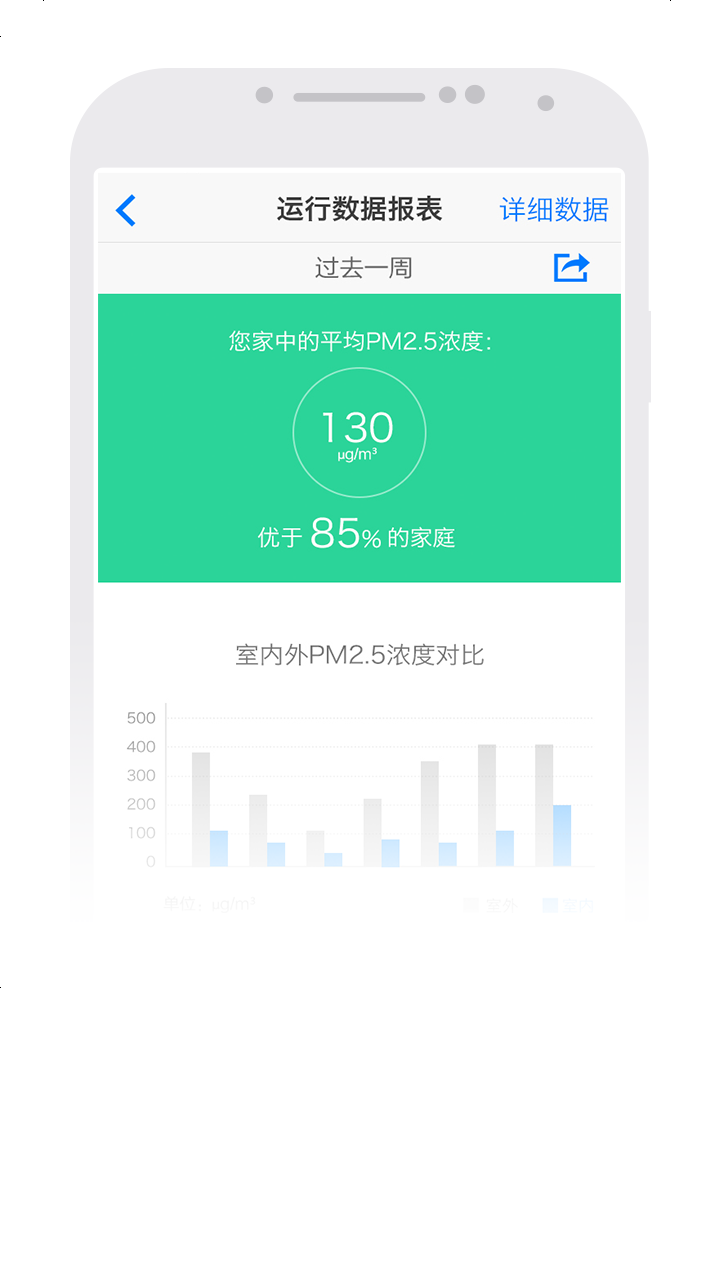 运行数据报表 详细数据
过去一周
您家中的平均PM2.5浓度:
130
μg/m³
优于 85% 的家庭
室内外PM2.5浓度对比
500
400
300
200
100
0
单位: μg/m³ 室外 室内